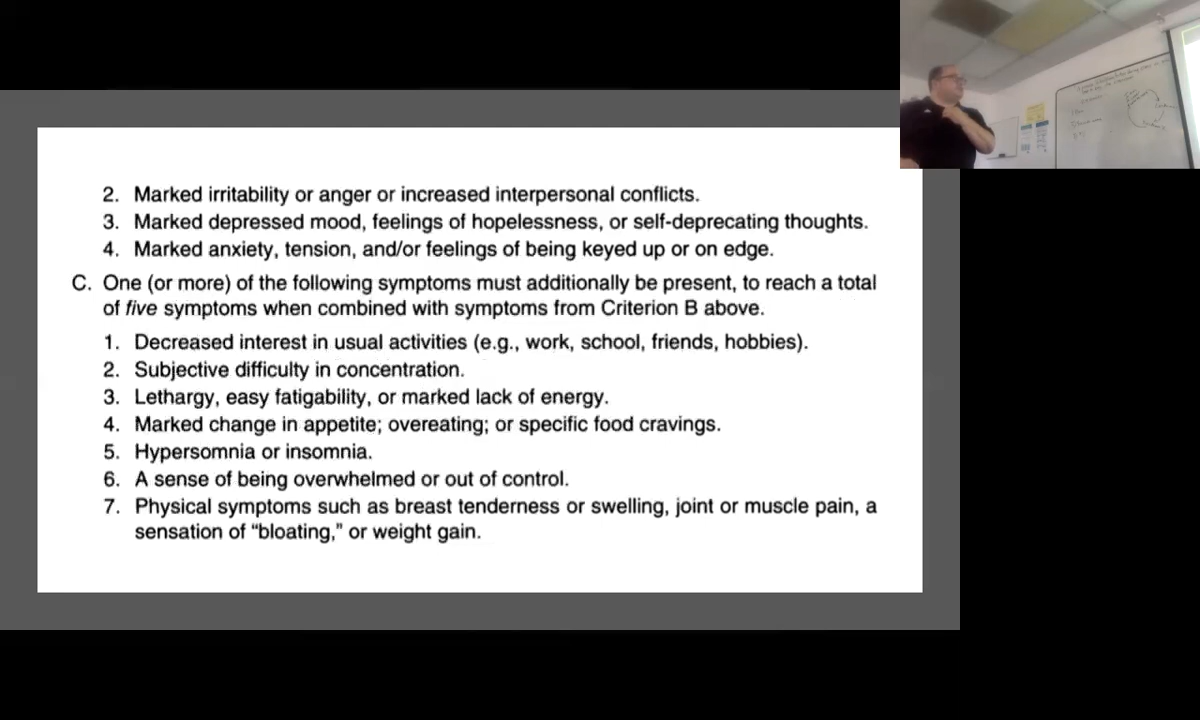 2. Marked irritability or anger or increased interpersonal conflicts.
3. Marked depressed mood, feelings of hopelessness, or self-deprecating thoughts.
4. Marked anxiety, tension, and/or feelings of being keyed up or on edge.
C. One (or more) of the following symptoms must additionally be present, to reach a total
of five symptoms when combined with symptoms from Criterion B above.
1. Decreased interest in usual activities (e.g., work, school, friends, hobbies).
2. Subjective difficulty in concentration.
3. Lethargy, easy fatigability, or marked lack of energy.
4. Marked change in appetite; overeating; or specific food cravings.
5. Hypersomnia or insomnia.
6. A sense of being overwhelmed or out of control.
7. Physical symptoms such as breast tenderness or swelling, joint or muscle pain, a
sensation of “bloating,” or weight gain.